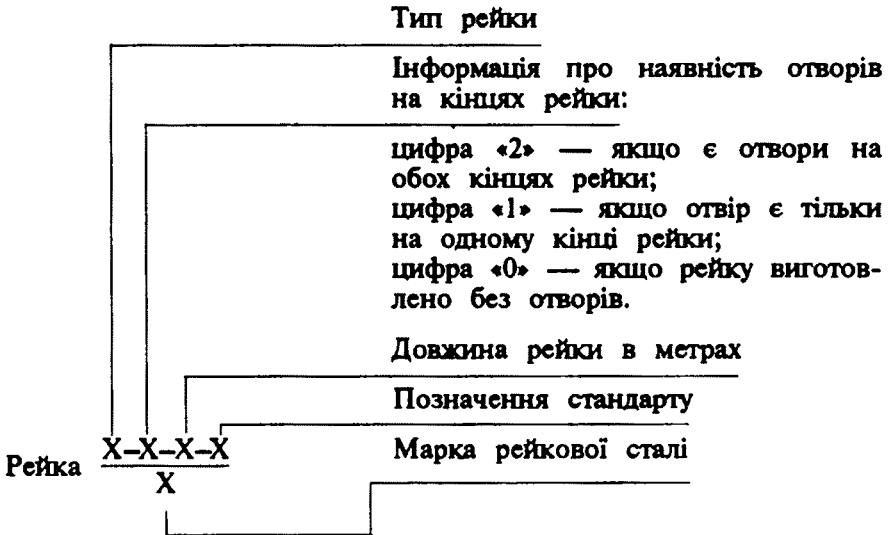 Тип рейки
Інформація про наявність отворів
на кінцях рейки:
цифра «2» — якщо є отвори на
обох кінцях рейки;
цифра «1» — якщо отвір є тільки
на одному кінці рейки;
цифра «0» — якщо рейку виготов-
лено без отворів.
Довжина рейки в метрах
Позначення стандарту
Марка рейкової сталі
Рейка X–X–X–X
X